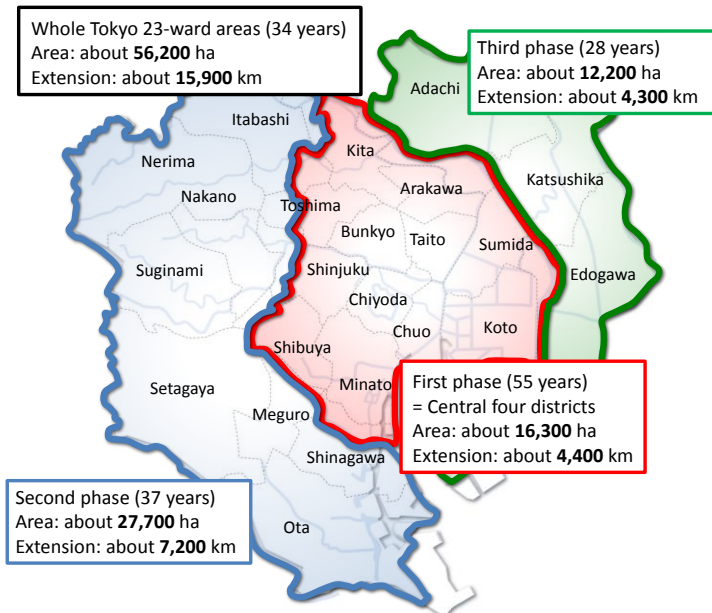 Whole Tokyo 23-ward areas (34 years)
Area: about 56,200 ha
Extension: about 15,900 km
Third phase (28 years)
Area: about 12,200 ha
Extension: about 4,300 km
Adachi
Itabashi
Kita
Nerima
Katsushika
Arakawa
Nakano
Toshima
Bunkyo
Taito
Sumida
Suginami
Shinjuku
Edogawa
Chiyoda
Chuo
Koto
Shibuya
Setagaya
Minato
Meguro
First phase (55 years)
= Central four districts
Area: about 16,300 ha
Extension: about 4,400 km
Shinagawa
Second phase (37 years)
Area: about 27,700 ha
Extension: about 7,200 km
Ota